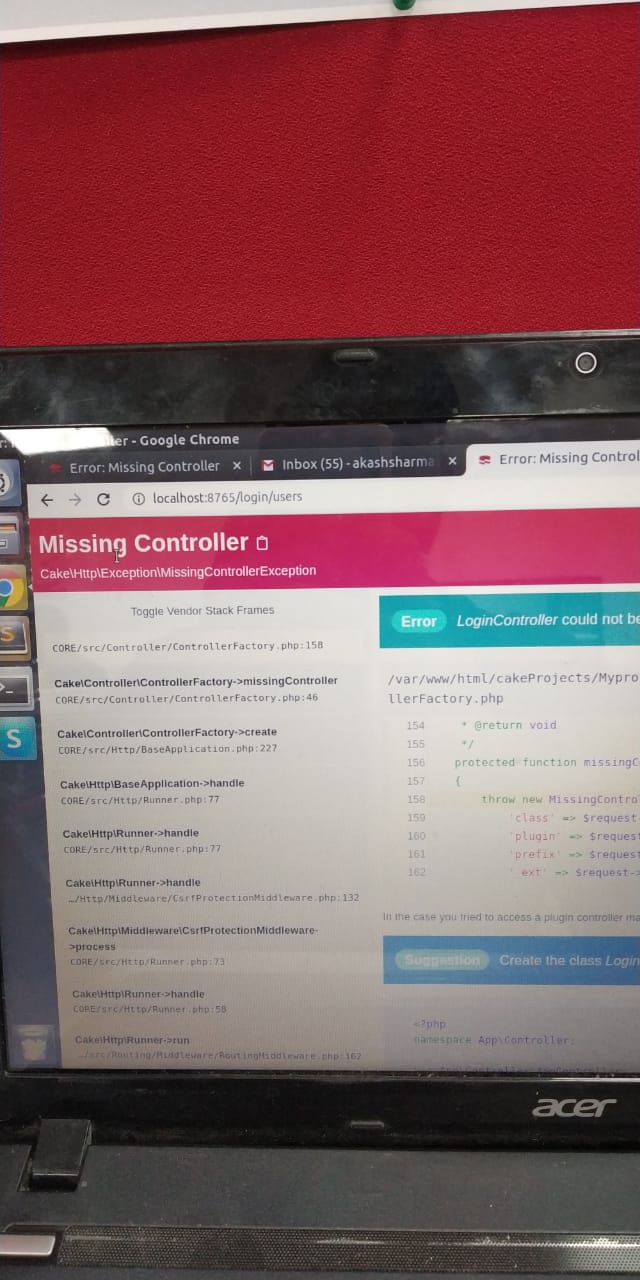 ler - Google Chrome
Error: Missing Controller × Inbox (55) - akashsharma × Error: Missing Control
localhost:8765/login/users
Missing Controller
Cake\Http\Exception\MissingControllerException
Toggle Vendor Stack Frames
CORE/src/Controller/ControllerFactory.php:158
Cake\Controller\ControllerFactory->missingController
CORE/src/Controller/ControllerFactory.php:46
Cake\Controller\ControllerFactory->create
CORE/src/Http/BaseApplication.php:227
Cake\Http\BaseApplication->handle
CORE/src/Http/Runner.php:77
Cake\Http\Runner->handle
CORE/src/Http/Runner.php:77
Cake\Http\Runner->handle
…/Http/Middleware/CsrfProtectionMiddleware.php:132
Cake\Http\Middleware\CsrfProtectionMiddleware-
>process
CORE/src/Http/Runner.php:73
Cake\Http\Runner->handle
CORE/src/Http/Runner.php:58
Cake\Http\Runner->run
…/src/Routing/Middleware/RoutingMiddleware.php:162
Error LoginController could not be
/var/www/html/cakeProjects/Mypro
llerFactory.php
154 * @return void
155 */
156 protected function missingC
157 {
158 throw new MissingContro
159 'class' => $request
160 'plugin' => $reques
161 'prefix' => $reques
162 '_ext' => $request->
In the case you tried to access a plugin controller ma
Suggestion Create the class Login
<?php
namespace App\Controller;
acer